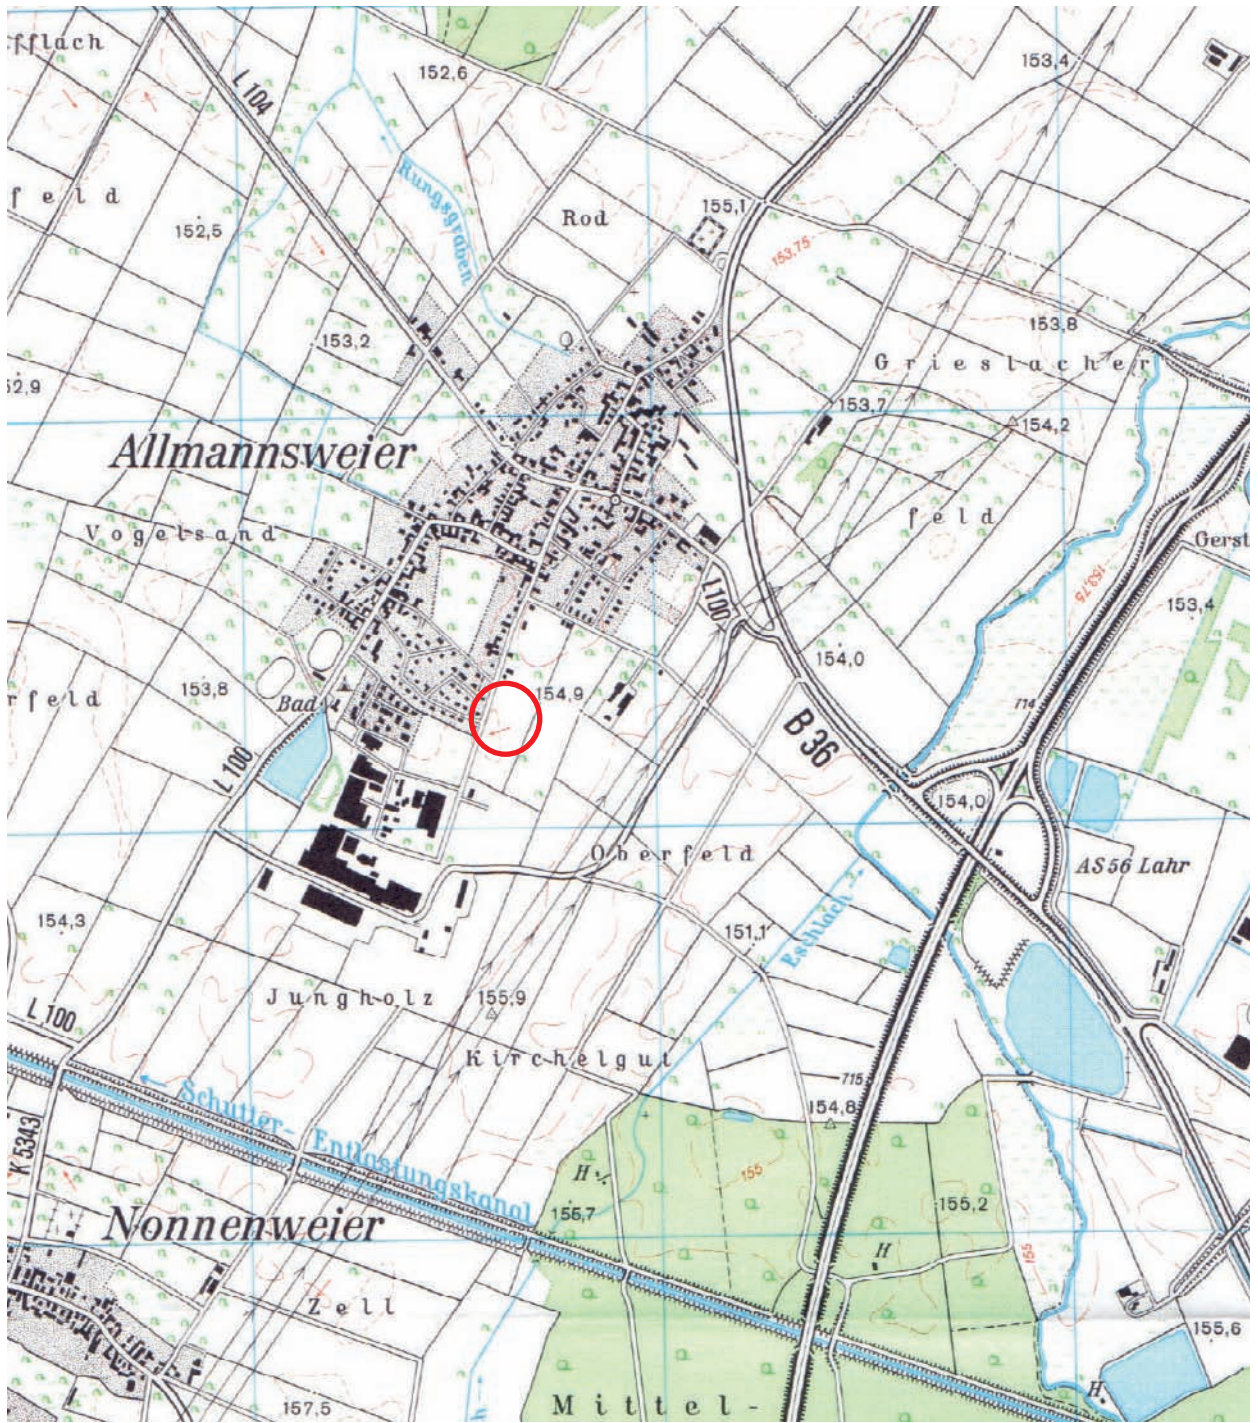 fflach
152,6
153,4
L 104
f e l d
Rungsgraben
Rod
155,1
152,5
153,75
153,2
153,8
52,9
Grieslacher
153,7
154,2
Allmannsweier
Vogelsand
feld
Gerst
153,75
L 100
153,4
154,0
rfeld
153,8
Bad
154,9
714
B 36
L 100
154,0
Oberfeld
AS 56 Lahr
154,3
151,1
Eschlach
Jungholz
155,9
L 100
Kirchelgut
715
154,8
← Schutter-Entlastungskanal
K 5343
155
H
155,2
155,7
Nonnenweier
H
155
Zell
155,6
H
157,5
Mittel-